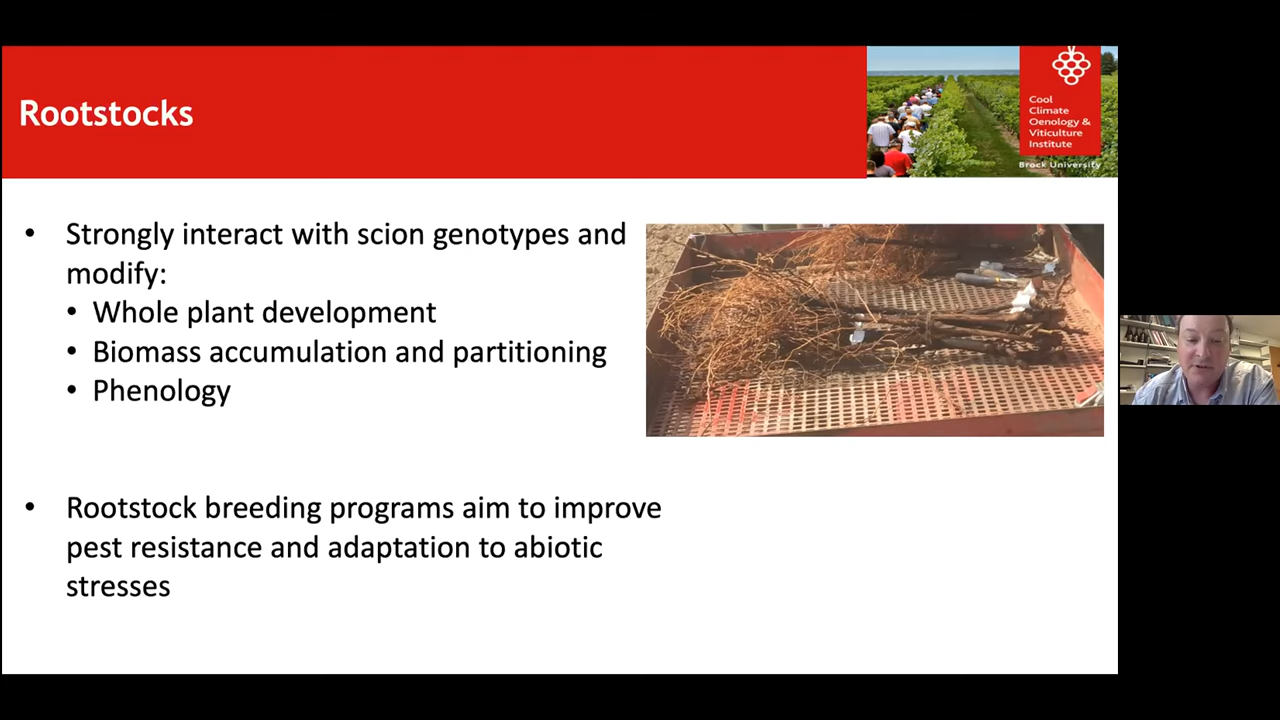 Rootstocks
Cool
Climate
Oenology &
Viticulture
Institute
Brock University
• Strongly interact with scion genotypes and
modify:
• Whole plant development
• Biomass accumulation and partitioning
• Phenology
• Rootstock breeding programs aim to improve
pest resistance and adaptation to abiotic
stresses